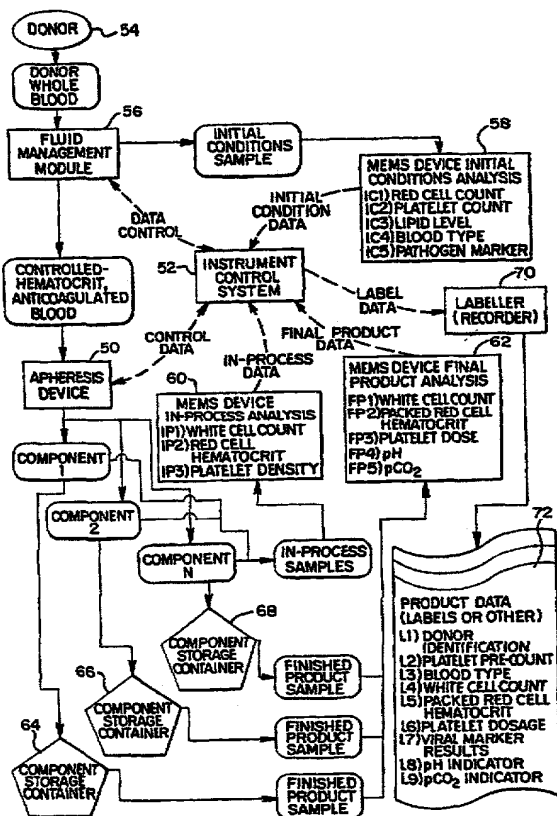 DONOR
54
DONOR
WHOLE
BLOOD
56
FLUID
MANAGEMENT
MODULE
INITIAL
CONDITIONS
SAMPLE
58
MEMS DEVICE INITIAL
CONDITIONS ANALYSIS
IC1) RED CELL COUNT
IC2) PLATELET COUNT
IC3) LIPID LEVEL
IC4) BLOOD TYPE
IC5) PATHOGEN MARKER
DATA
CONTROL
INITIAL
CONDITION
DATA
52
INSTRUMENT
CONTROL
SYSTEM
LABEL
DATA
70
LABELLER
(RECORDER)
CONTROLLED-
HEMATOCRIT,
ANTICOAGULATED
BLOOD
50
APHERESIS
DEVICE
CONTROL
DATA
IN-PROCESS
DATA
FINAL PRODUCT
DATA
60
MEMS DEVICE
IN-PROCESS ANALYSIS
IP1) WHITE CELL COUNT
IP2) RED CELL
HEMATOCRIT
IP3) PLATELET DENSITY
62
MEMS DEVICE FINAL
PRODUCT ANALYSIS
FP1) WHITE CELL COUNT
FP2) PACKED RED CELL
HEMATOCRIT
FP3) PLATELET DOSE
FP4) pH
FP5) pCO2
COMPONENT
1
COMPONENT
2
COMPONENT
N
IN-PROCESS
SAMPLES
68
COMPONENT
STORAGE
CONTAINER
FINISHED
PRODUCT
SAMPLE
66
COMPONENT
STORAGE
CONTAINER
FINISHED
PRODUCT
SAMPLE
64
COMPONENT
STORAGE
CONTAINER
FINISHED
PRODUCT
SAMPLE
72
PRODUCT DATA
(LABELS OR OTHER)
L1) DONOR
IDENTIFICATION
L2) PLATELET PRE-COUNT
L3) BLOOD TYPE
L4) WHITE CELL COUNT
L5) PACKED RED CELL
HEMATOCRIT
L6) PLATELET DOSAGE
L7) VIRAL MARKER
RESULTS
L8) pH INDICATOR
L9) pCO2 INDICATOR